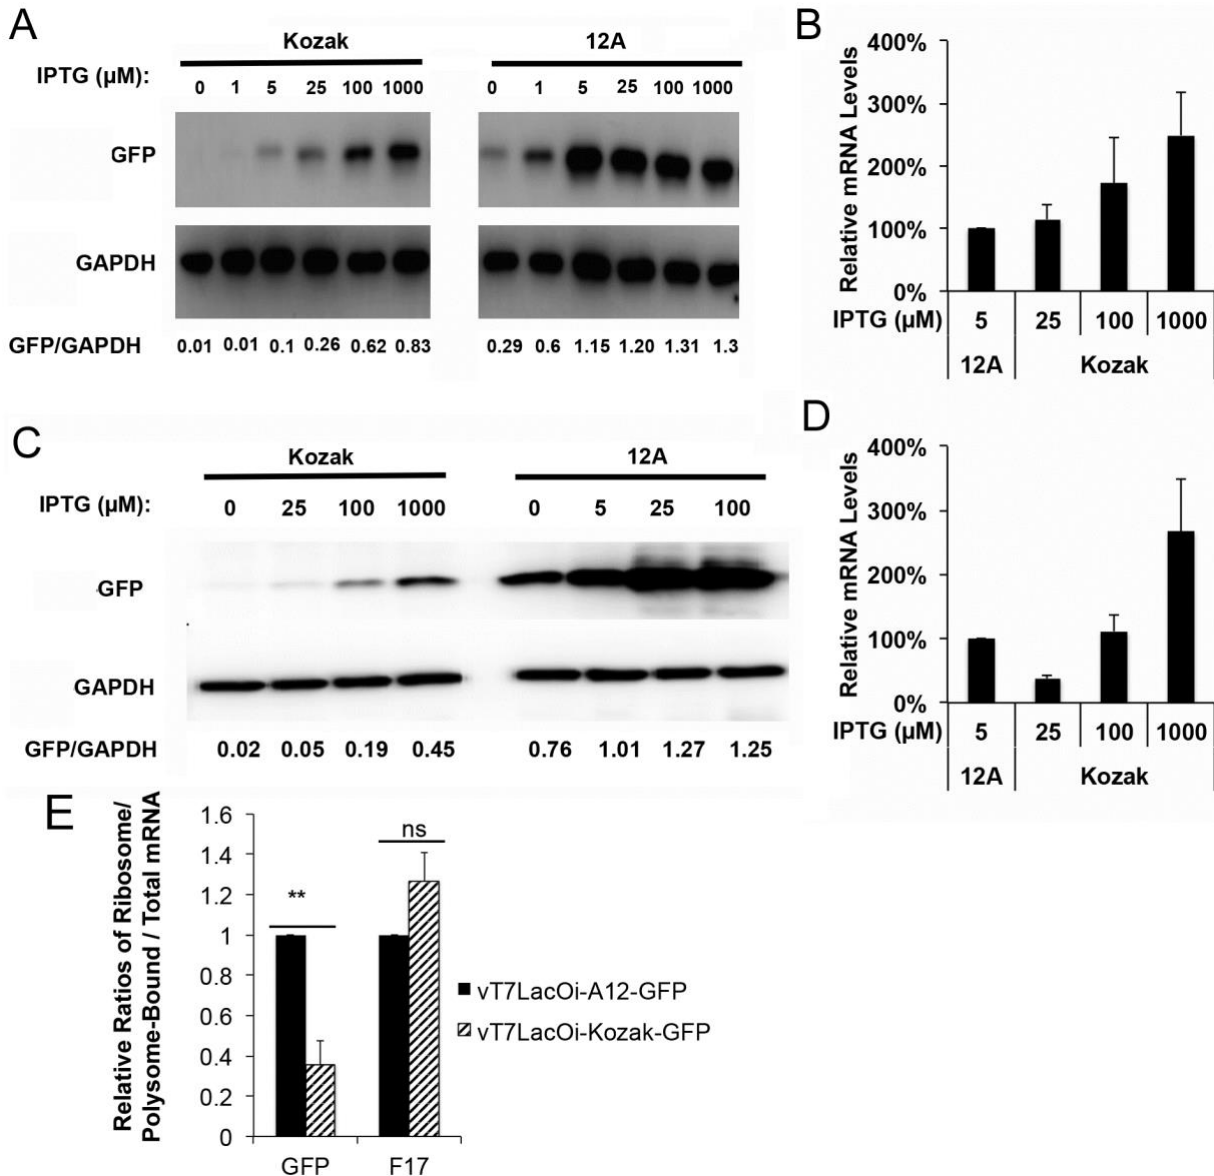 A
Kozak
12A
IPTG (µM):
0 1 5 25 100 1000
0 1 5 25 100 1000
GFP
GAPDH
GFP/GAPDH
0.01 0.01 0.1 0.26 0.62 0.83
0.29 0.6 1.15 1.20 1.31 1.3
B
Relative mRNA Levels
400%
300%
200%
100%
0%
IPTG (µM) 5 25 100 1000
12A Kozak
C
Kozak
12A
IPTG (µM):
0 25 100 1000
0 5 25 100
GFP
GAPDH
GFP/GAPDH
0.02 0.05 0.19 0.45
0.76 1.01 1.27 1.25
D
Relative mRNA Levels
400%
300%
200%
100%
0%
IPTG (µM) 5 25 100 1000
12A Kozak
E
Relative Ratios of Ribosome/
Polysome-Bound / Total mRNA
1.6
1.4
1.2
1
0.8
0.6
0.4
0.2
0
**
ns
GFP F17
vT7LacOi-A12-GFP
vT7LacOi-Kozak-GFP